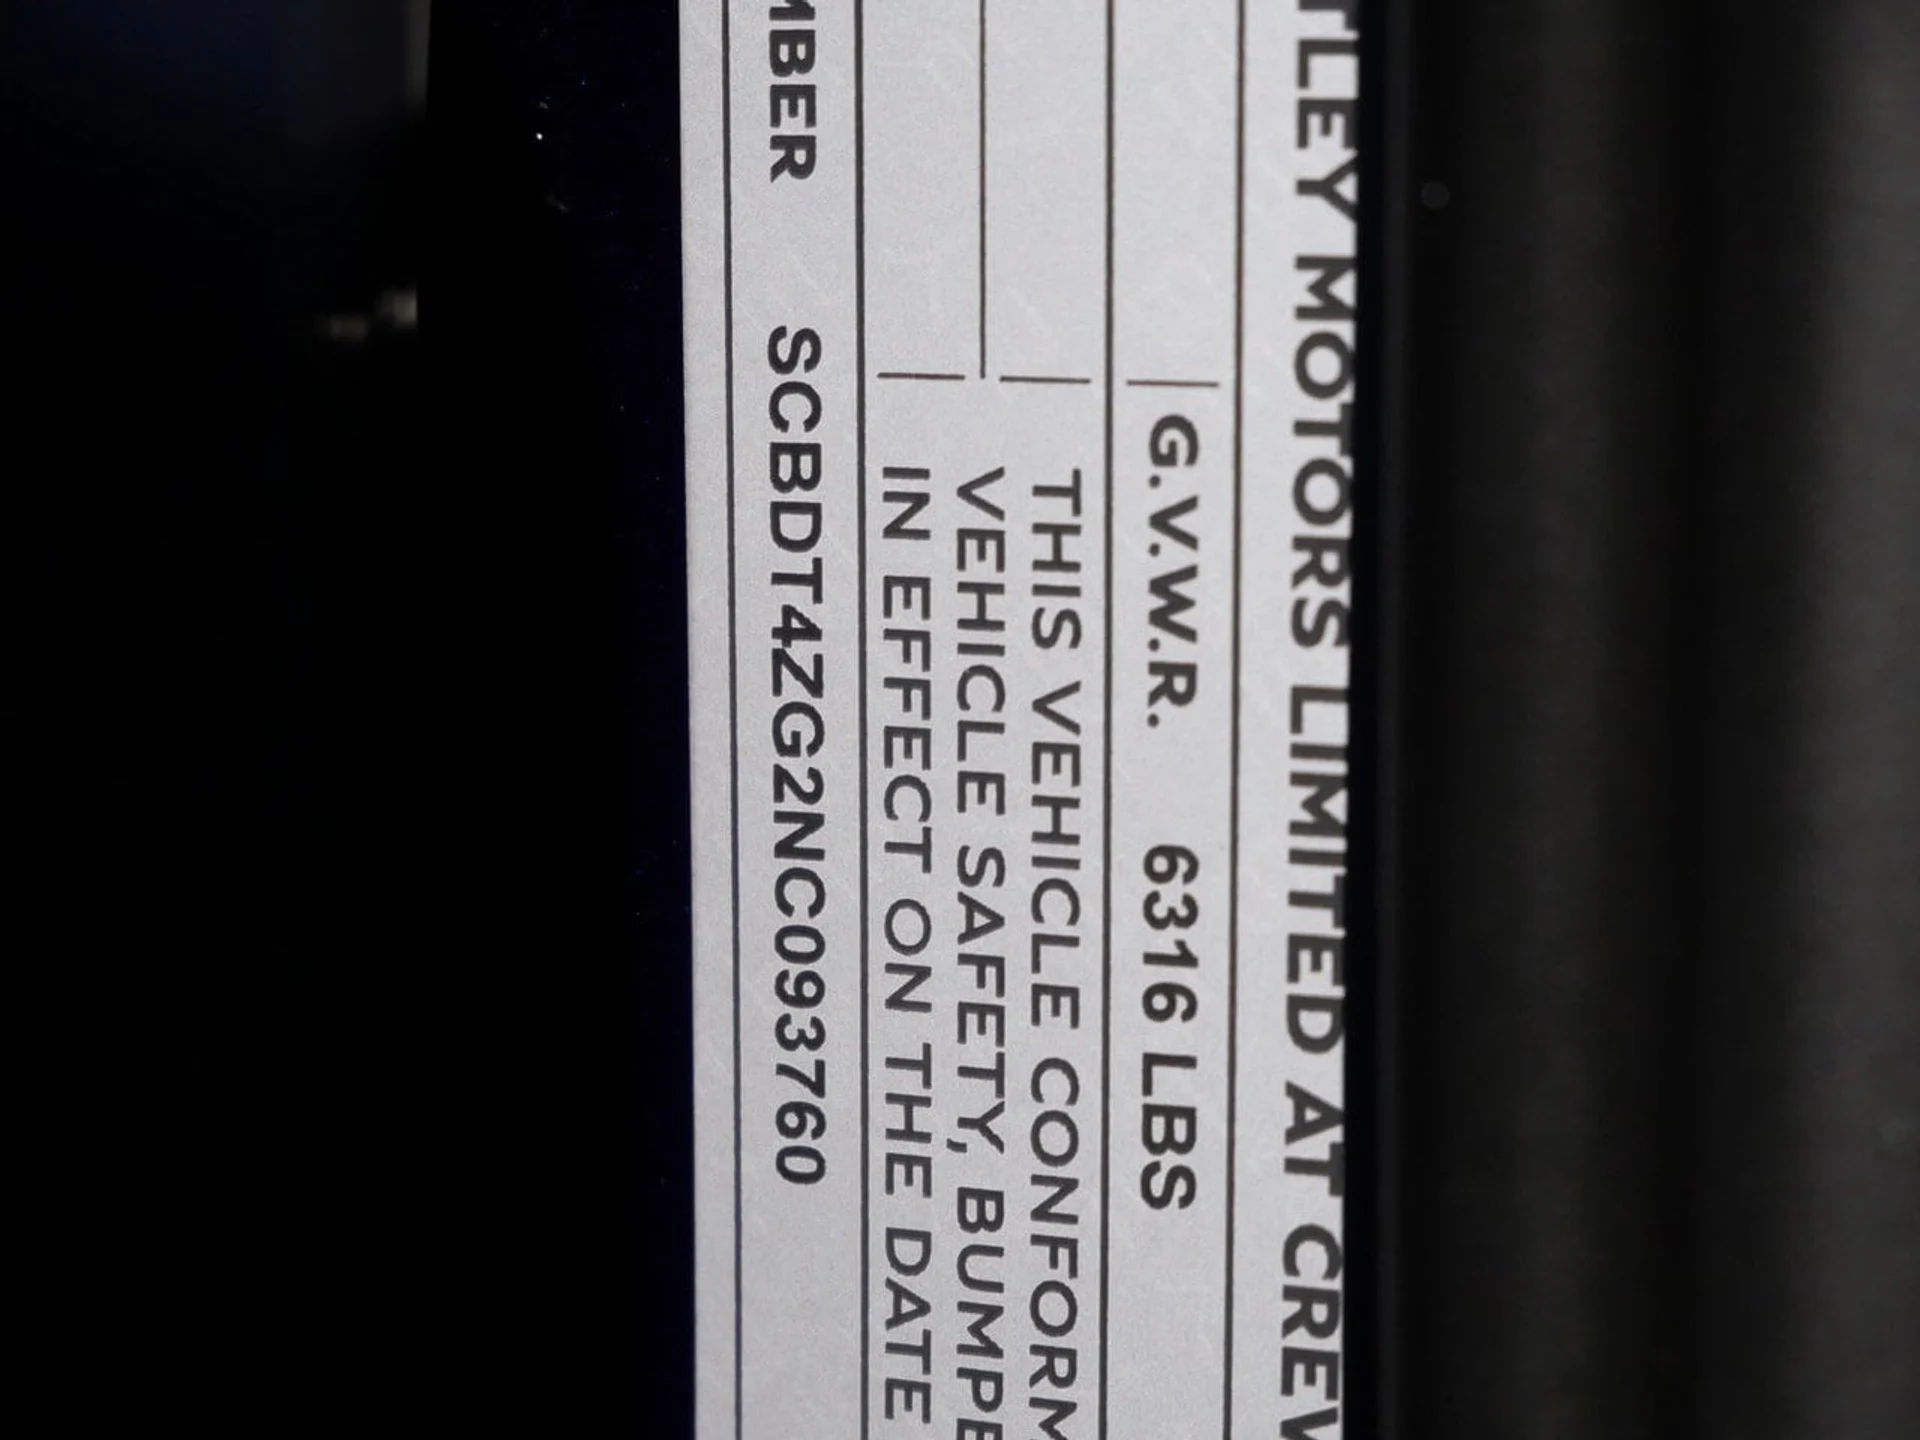 TLEY MOTORS LIMITED AT CREW
G.V.W.R. 6316 LBS
THIS VEHICLE CONFORM
VEHICLE SAFETY, BUMPE
IN EFFECT ON THE DATE
MBER SCBDT4ZG2NC093760